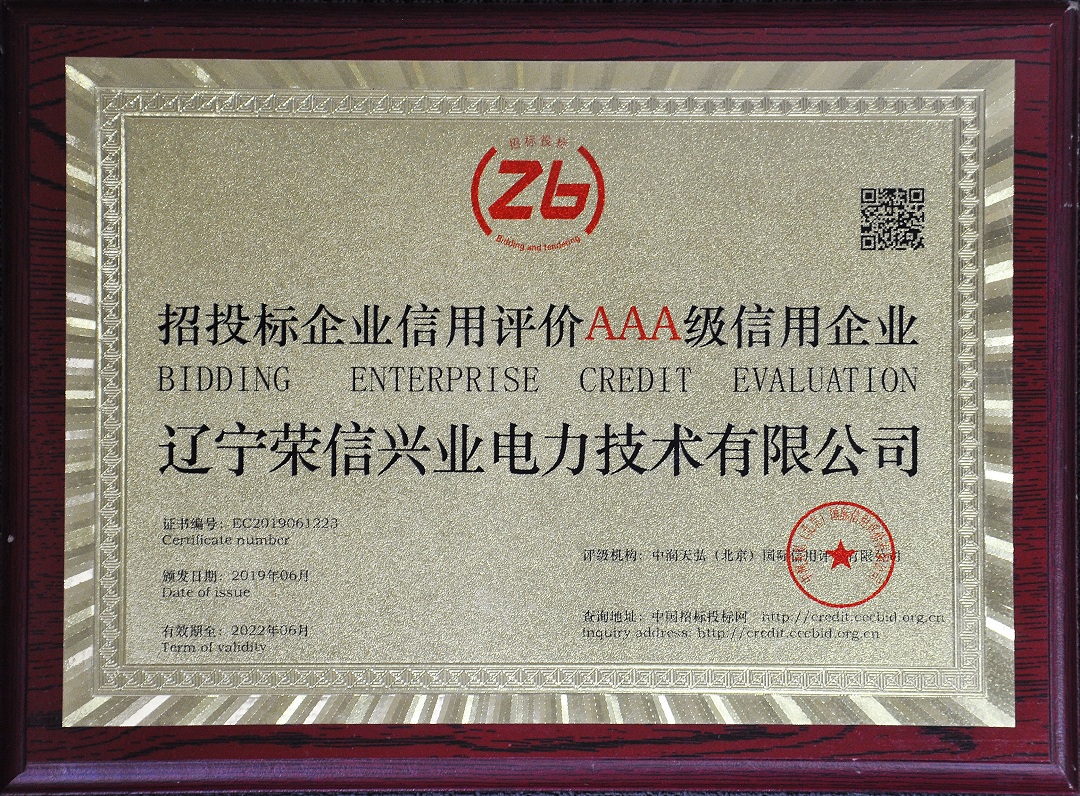 招标投标
Zb
Bidding and tendering
招投标企业信用评价AAA级信用企业
BIDDING ENTERPRISE CREDIT EVALUATION
辽宁荣信兴业电力技术有限公司
证书编号：EC2019061223
Certificate number
颁发日期：2019年06月
Date of issue
有效期至：2022年06月
Term of validity
评级机构：中润天弘（北京）国际信用评 有限公司
查询地址：中国招标投标网 http://credit.cecbid.org.cn
Inquiry address: http://credit.cecbid.org.cn